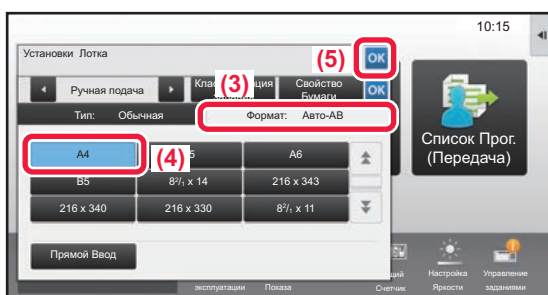 10:15
Установки Лотка
(5)
OK
(3)
Ручная подача
Свойство
Бумаги
OK
Тип: Обычная
Формат: Авто-AB
A4
(4)
5
A6
B5
8²/₁ x 14
216 x 343
216 x 340
216 x 330
8²/₁ x 11
Прямой Ввод
Список Прог.
(Передача)
эксплуатации
Показа
Счетчик
Настройка
Яркости
Управление
заданиями